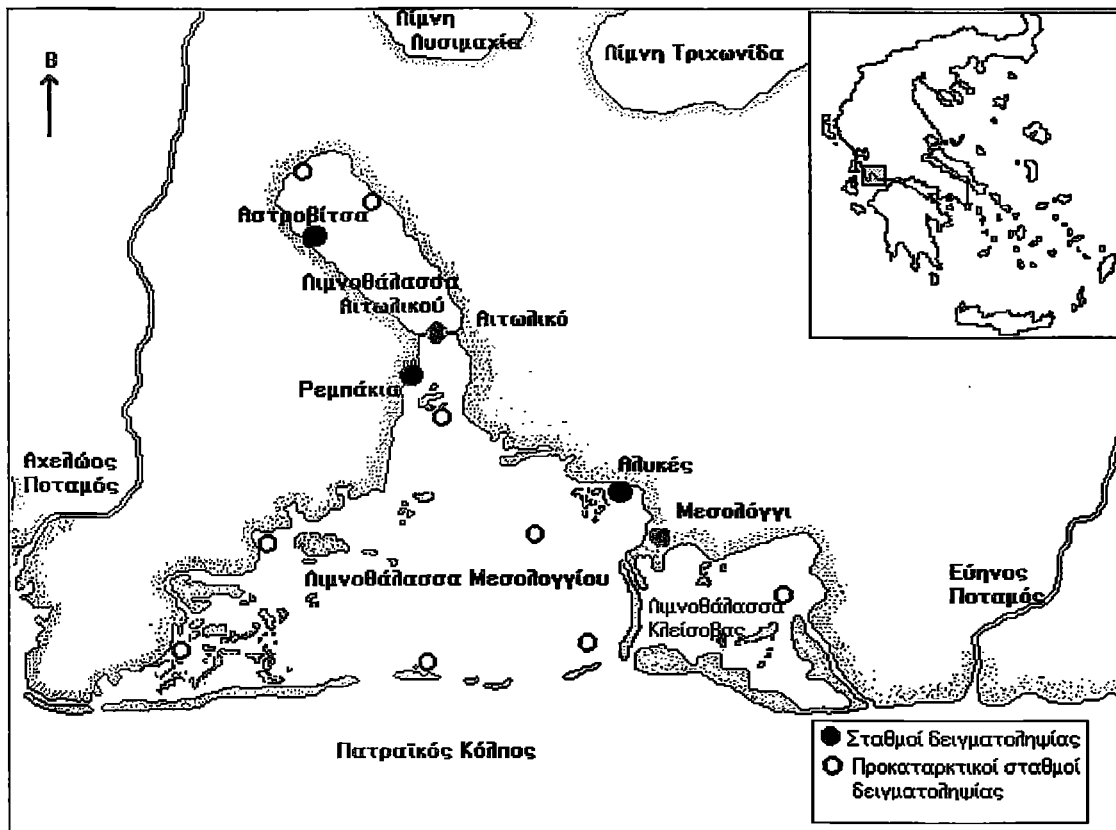 Λίμνη
Λυσιμαχία
Λίμνη Τριχωνίδα
Β
Αστροβίτσα
Λιμνοθάλασσα
Αιτωλικού
Αιτωλικό
Ρεμπάκια
Αχελώος
Ποταμός
Αλυκές
Μεσολόγγι
Λιμνοθάλασσα Μεσολογγίου
Λιμνοθάλασσα
Κλείσοβας
Εύηνος
Ποταμός
Πατραϊκός Κόλπος
Σταθμοί δειγματοληψίας
Προκαταρκτικοί σταθμοί
δειγματοληψίας